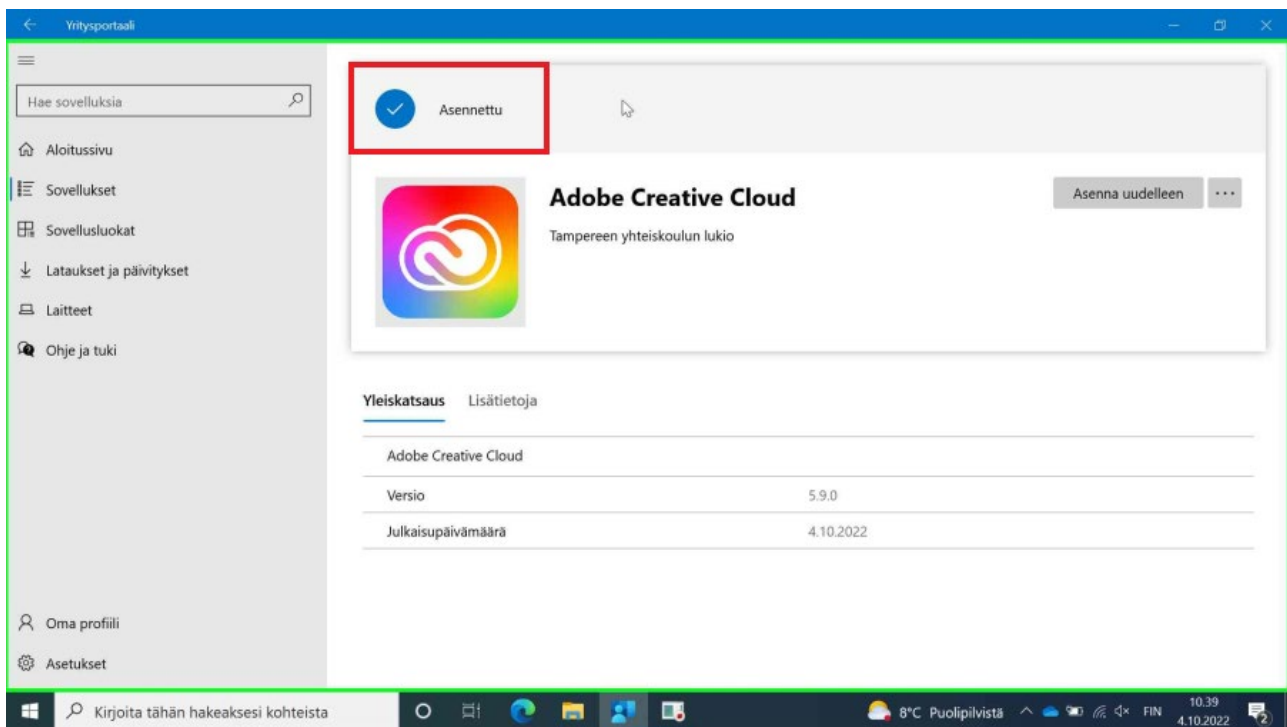 Yritysportaali
Hae sovelluksia
Aloitussivu
Sovellukset
Sovellusluokat
Lataukset ja päivitykset
Laitteet
Ohje ja tuki
Oma profiili
Asetukset
Asennettu
Adobe Creative Cloud
Tampereen yhteiskoulun lukio
Asenna uudelleen
Yleiskatsaus Lisätietoja
Adobe Creative Cloud
Versio 5.9.0
Julkaisupäivämäärä 4.10.2022
Kirjoita tähän hakeaksesi kohteista
8°C Puolipilvistä FIN
10.39
4.10.2022